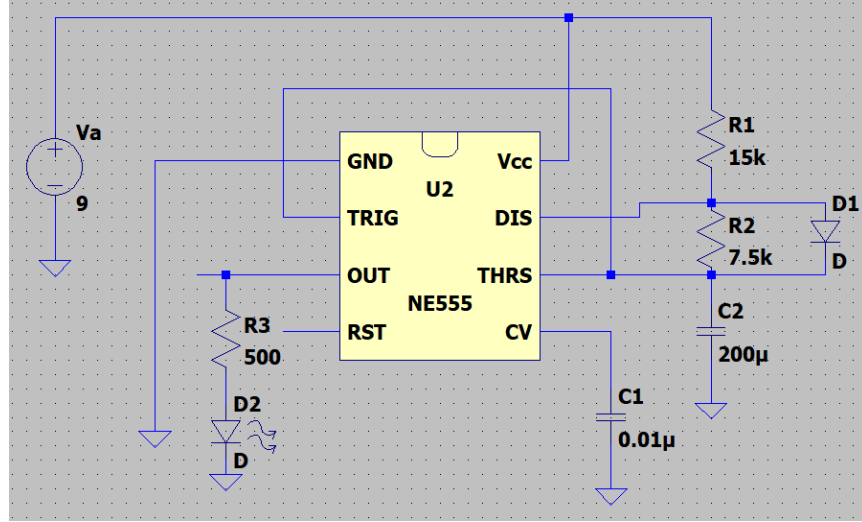 Va
9
GND
Vcc
U2
TRIG
DIS
OUT
THRS
NE555
RST
CV
R1
15k
D1
R2
7.5k
D
C2
200µ
R3
500
D2
D
C1
0.01µ